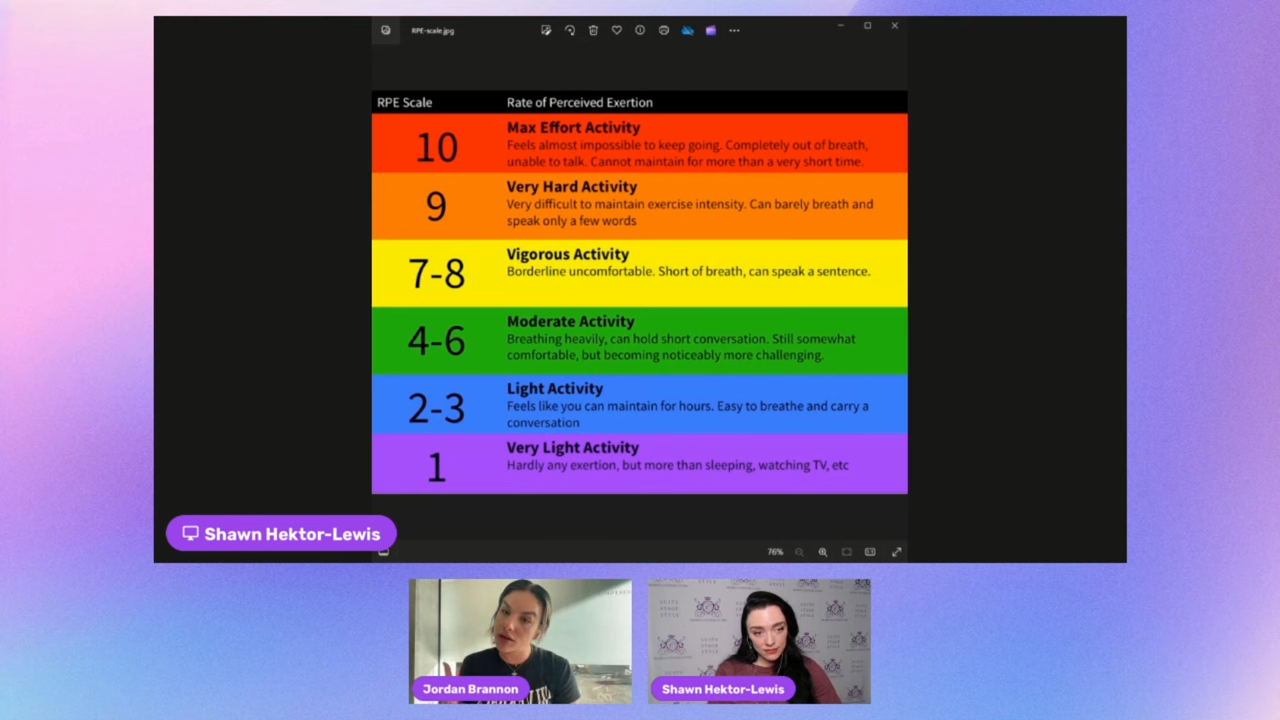 RPE-scale.jpg
RPE Scale Rate of Perceived Exertion
10
Max Effort Activity
Feels almost impossible to keep going. Completely out of breath,
unable to talk. Cannot maintain for more than a very short time.
9
Very Hard Activity
Very difficult to maintain exercise intensity. Can barely breath and
speak only a few words
7-8
Vigorous Activity
Borderline uncomfortable. Short of breath, can speak a sentence.
4-6
Moderate Activity
Breathing heavily, can hold short conversation. Still somewhat
comfortable, but becoming noticeably more challenging.
2-3
Light Activity
Feels like you can maintain for hours. Easy to breathe and carry a
conversation
1
Very Light Activity
Hardly any exertion, but more than sleeping, watching TV, etc
Shawn Hektor-Lewis
76%
Jordan Brannon
Shawn Hektor-Lewis